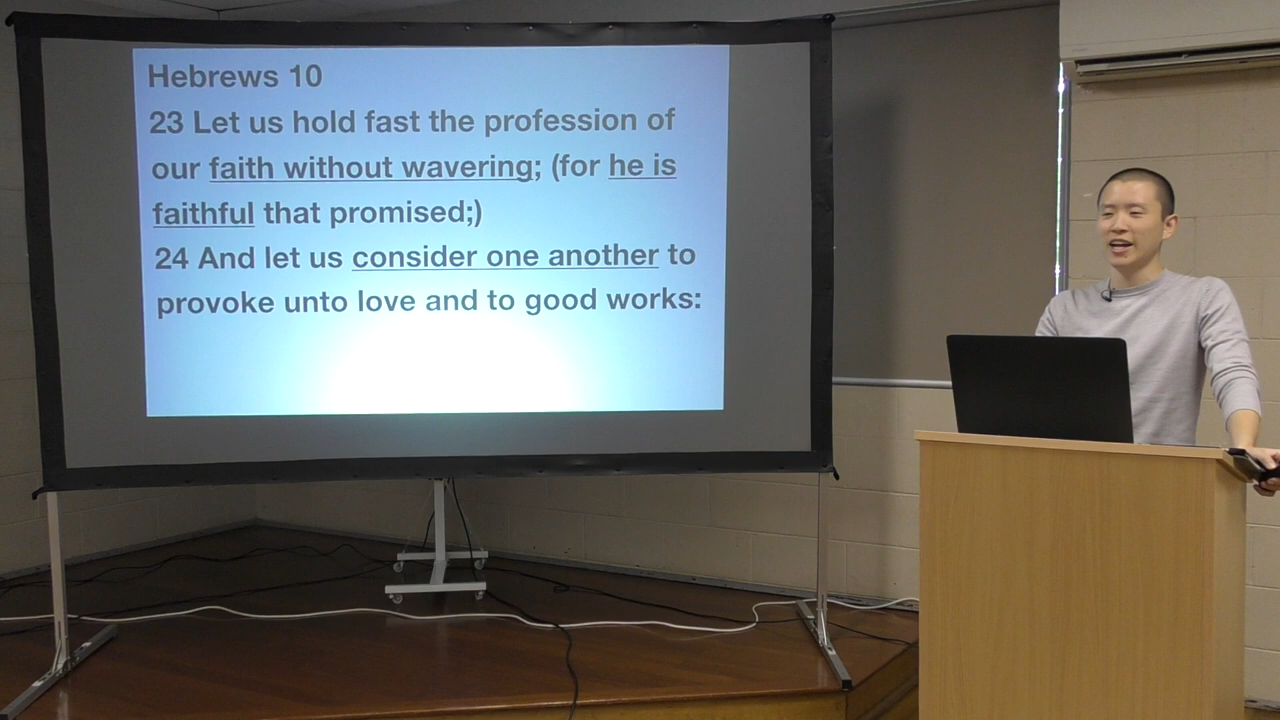 Hebrews 10
23 Let us hold fast the profession of
our faith without wavering; (for he is
faithful that promised;)
24 And let us consider one another to
provoke unto love and to good works: